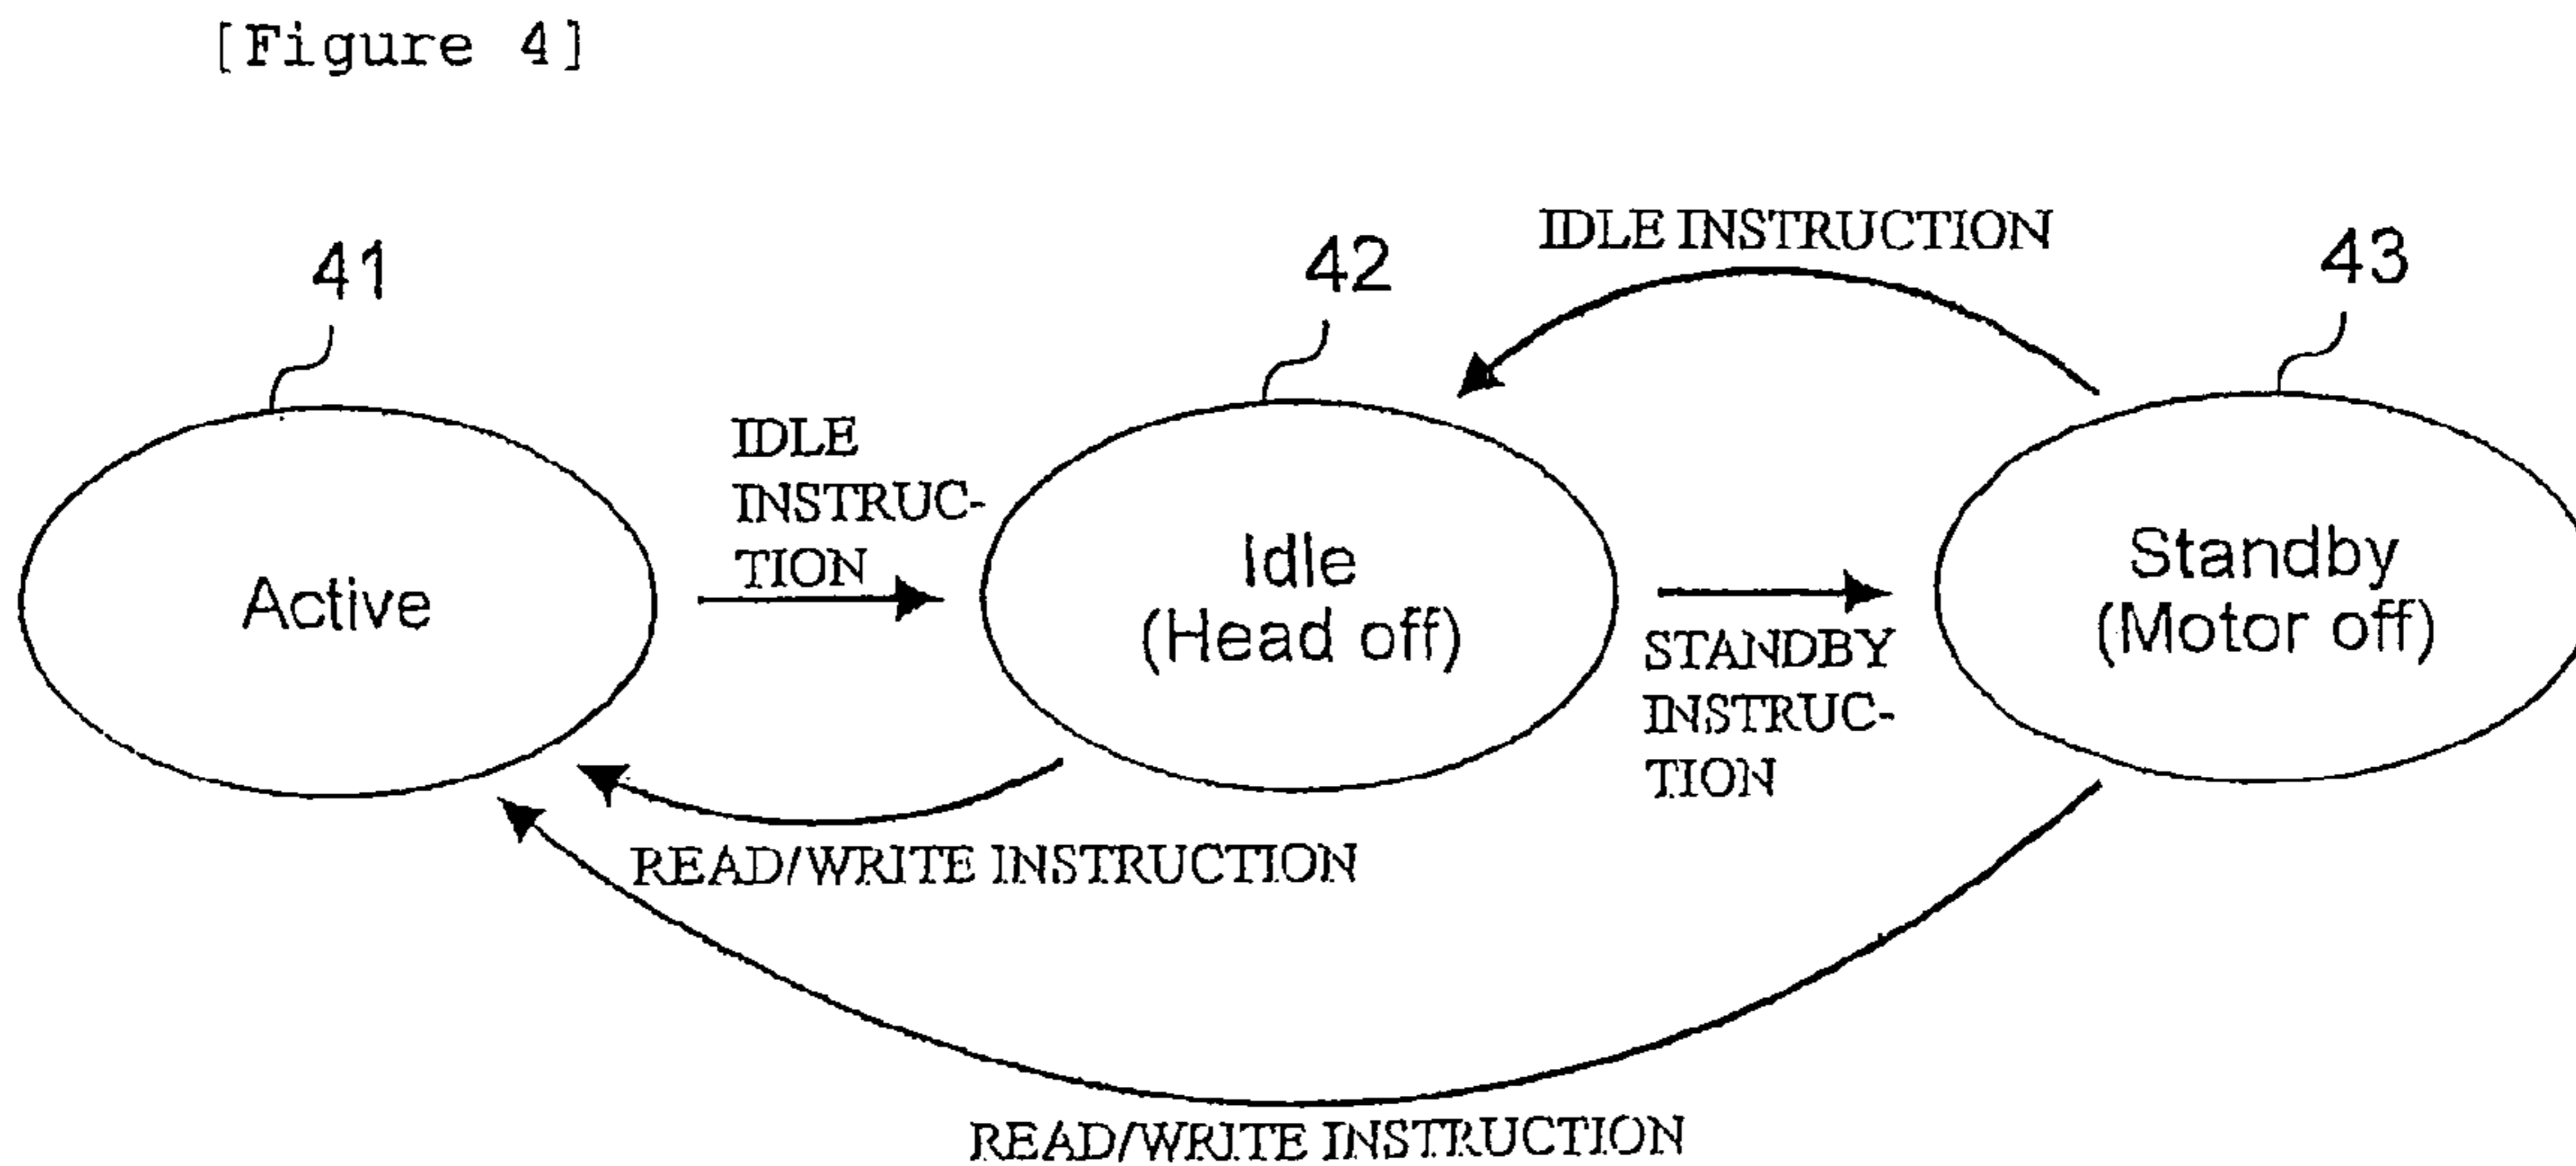 [Figure 4]
41
42
43
IDLE INSTRUCTION
IDLE
INSTRUC-
TION
Active
Idle
(Head off)
STANDBY
INSTRUC-
TION
Standby
(Motor off)
READ/WRITE INSTRUCTION
READ/WRITE INSTRUCTION